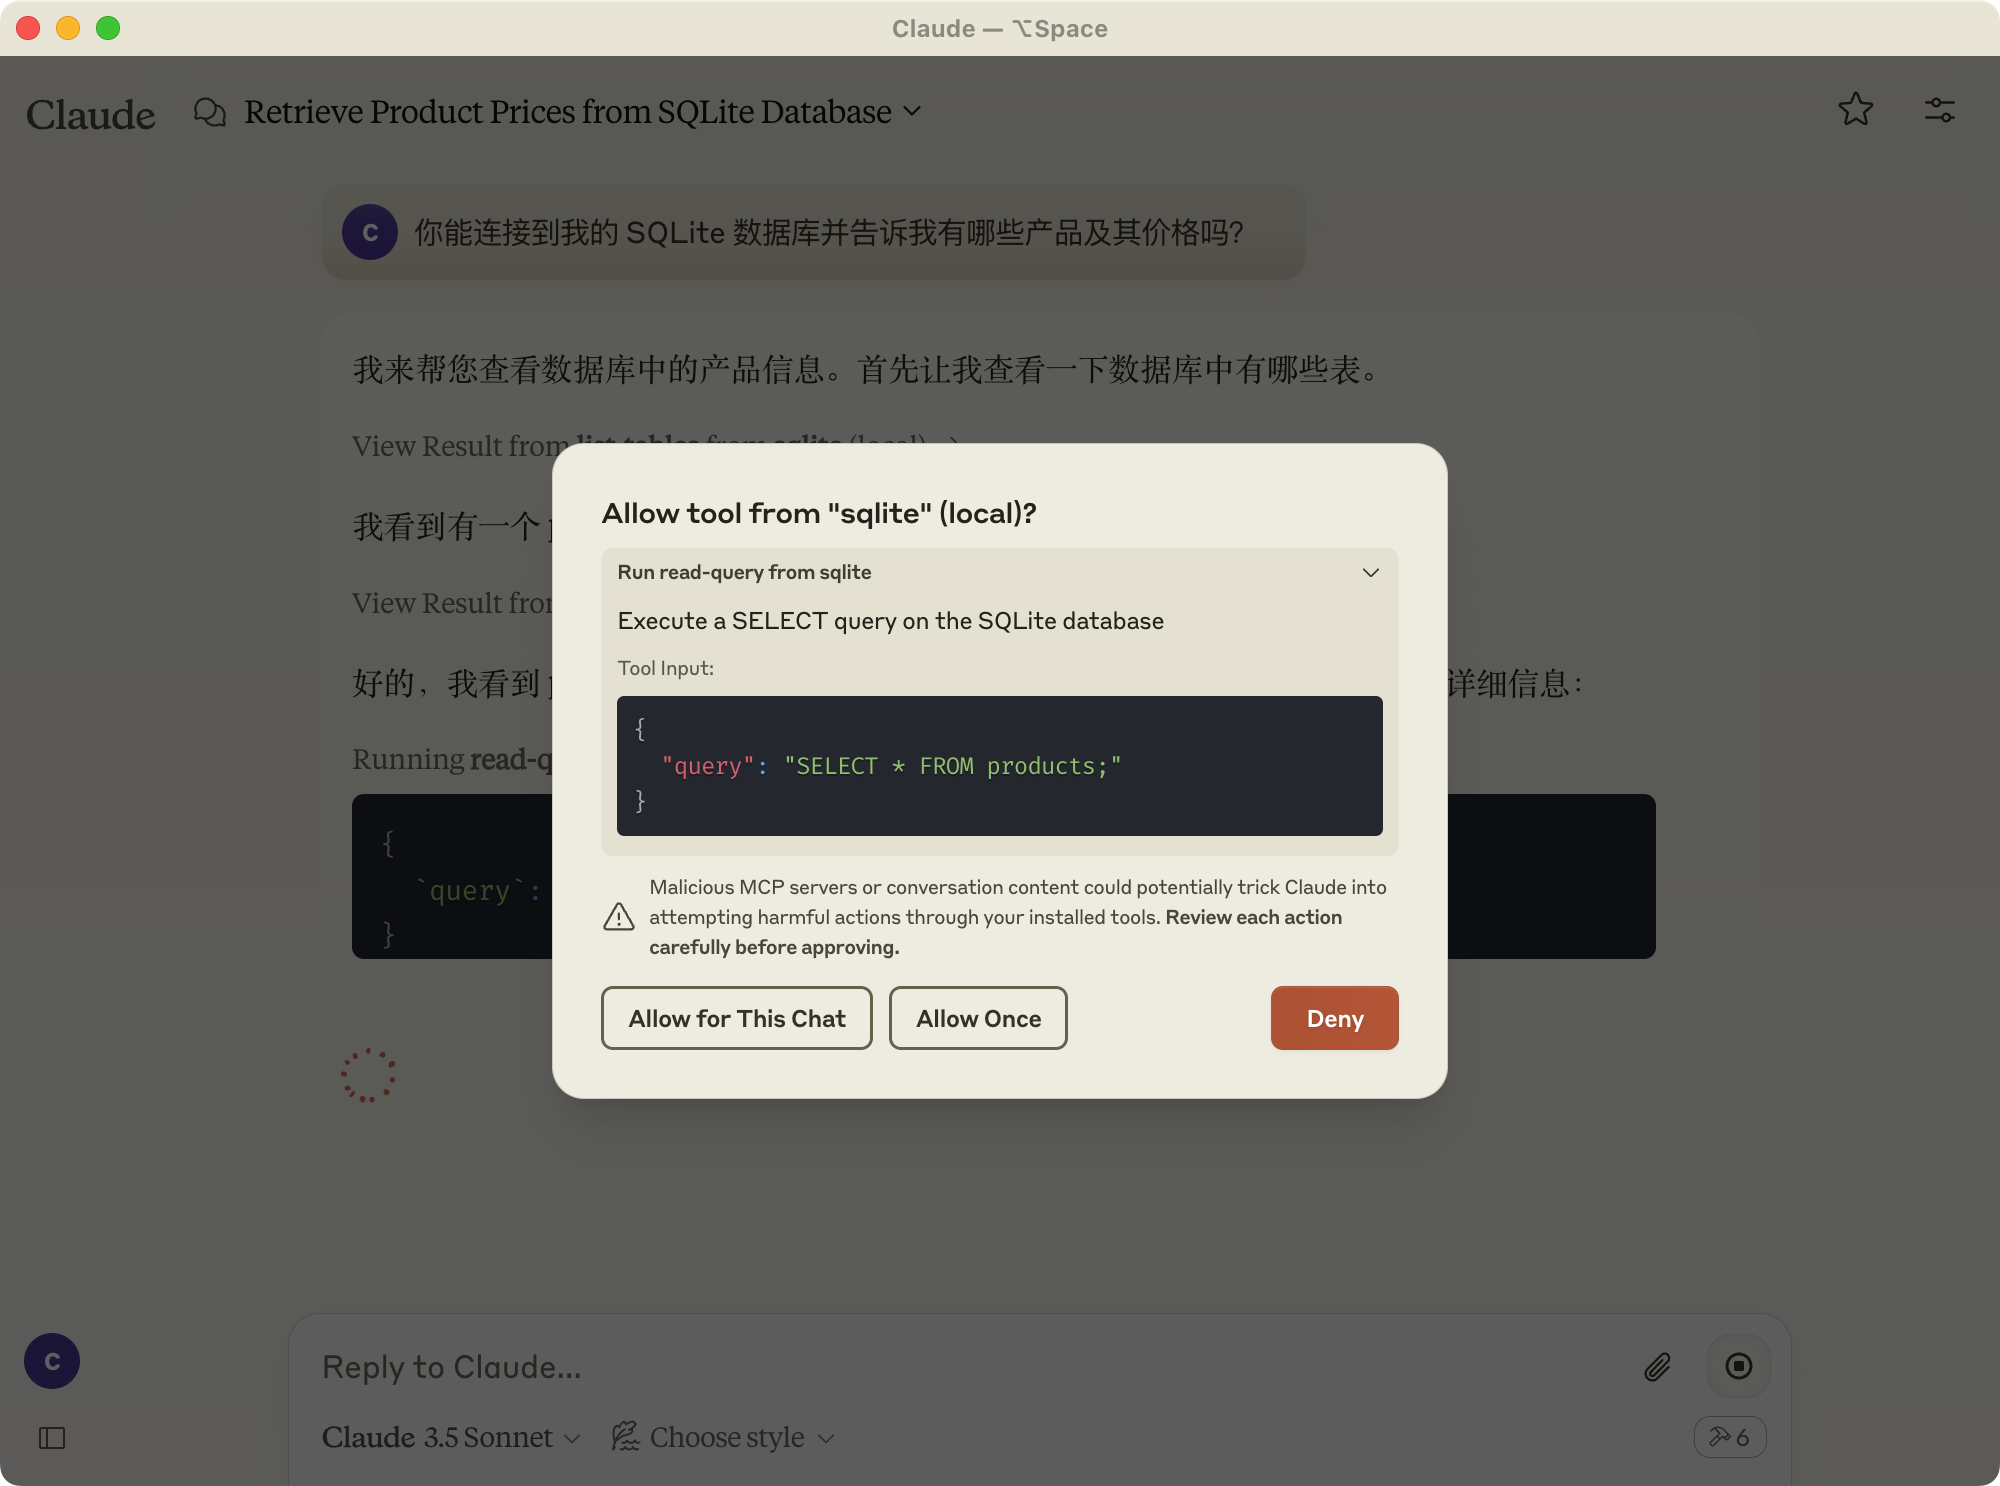 Claude — ⌥Space
Claude
Retrieve Product Prices from SQLite Database
C
你能连接到我的 SQLite 数据库并告诉我有哪些产品及其价格吗？
我来帮您查看数据库中的产品信息。首先让我查看一下数据库中有哪些表。
View Result from list-tables from sqlite (local)
我看到有一个
View Result from
好的，我看到
详细信息：
Running read-q
{
`query`:
}
Allow tool from "sqlite" (local)?
Run read-query from sqlite
Execute a SELECT query on the SQLite database
Tool Input:
{
"query": "SELECT * FROM products;"
}
Malicious MCP servers or conversation content could potentially trick Claude into
attempting harmful actions through your installed tools. Review each action
carefully before approving.
Allow for This Chat
Allow Once
Deny
C
Reply to Claude...
Claude 3.5 Sonnet
Choose style
6